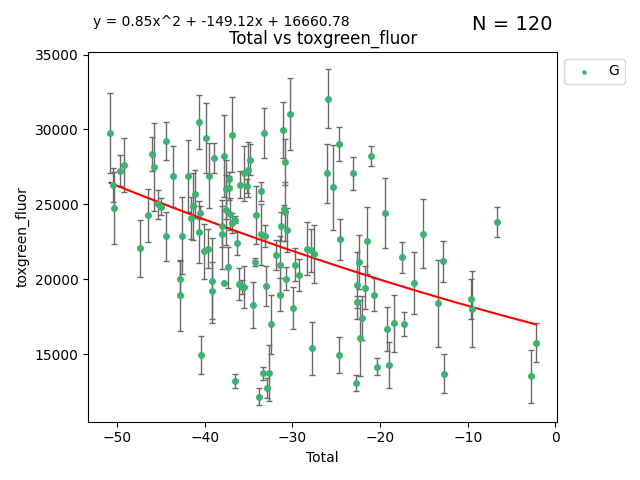 y = 0.85x^2 + -149.12x + 16660.78
N = 120
Total vs toxgreen_fluor
G
toxgreen_fluor
35000
30000
25000
20000
15000
−50
−40
−30
−20
−10
0
Total